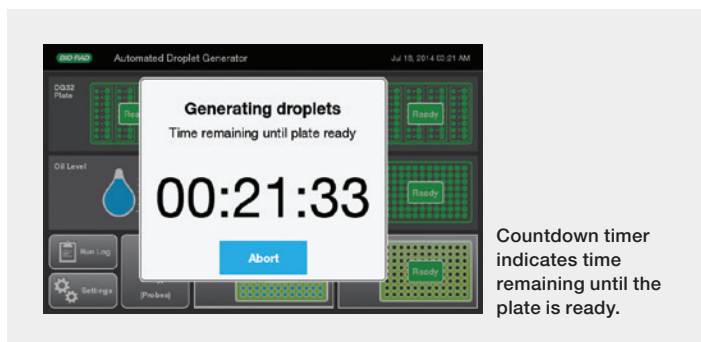 BIO-RAD Automated Droplet Generator Jul 18, 2014 03:21 AM
DG32
Plate
Ready
Generating droplets
Time remaining until plate ready
Oil Level
00:21:33
Ready
Abort
Run Log
Ready
Settings
(Probes)
Countdown timer
indicates time
remaining until the
plate is ready.